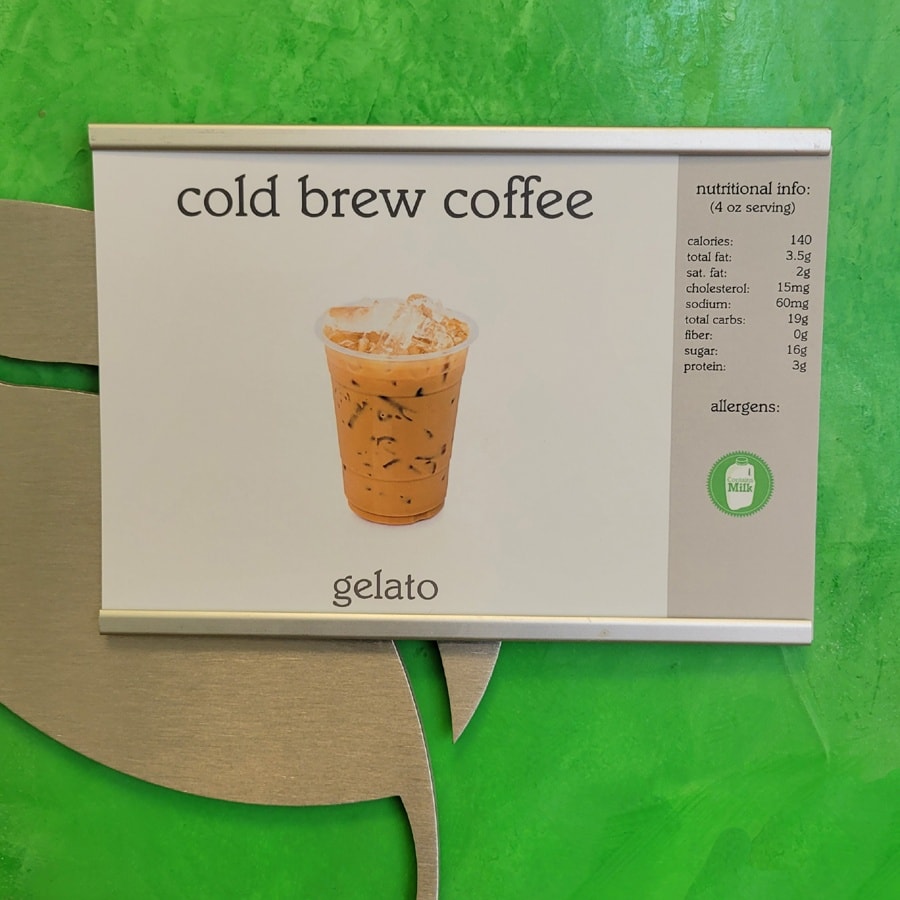 cold brew coffee
gelato
nutritional info:
(4 oz serving)
calories: 140
total fat: 3.5g
sat. fat: 2g
cholesterol: 15mg
sodium: 60mg
total carbs: 19g
fiber: 0g
sugar: 16g
protein: 3g
allergens:
Contains
Milk